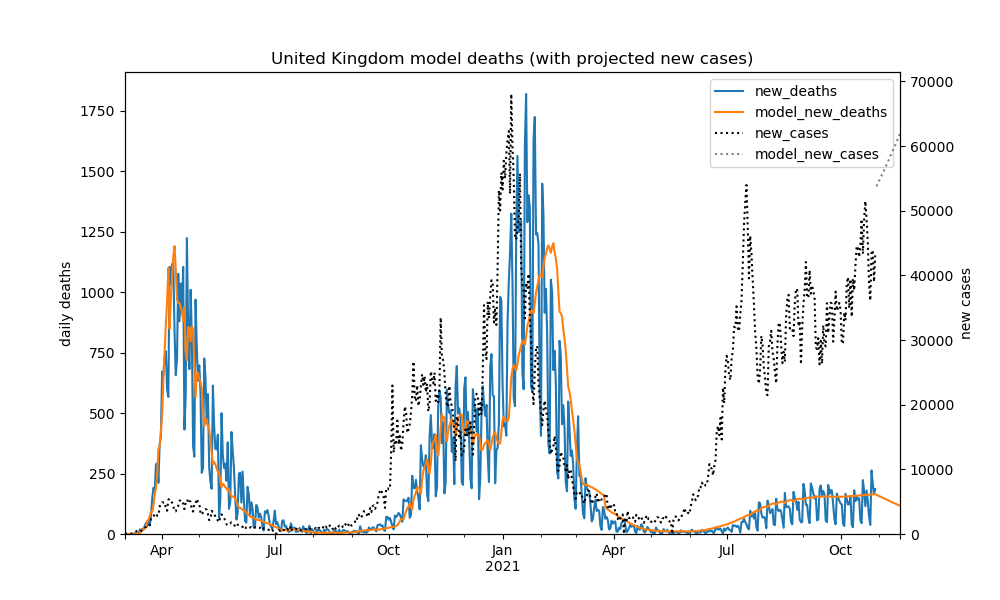 United Kingdom model deaths (with projected new cases)
new_deaths
model_new_deaths
new_cases
model_new_cases
daily deaths
1750
1500
1250
1000
750
500
250
0
70000
60000
50000
40000
30000
20000
10000
0
new cases
Apr Jul Oct Jan Apr Jul Oct
2021